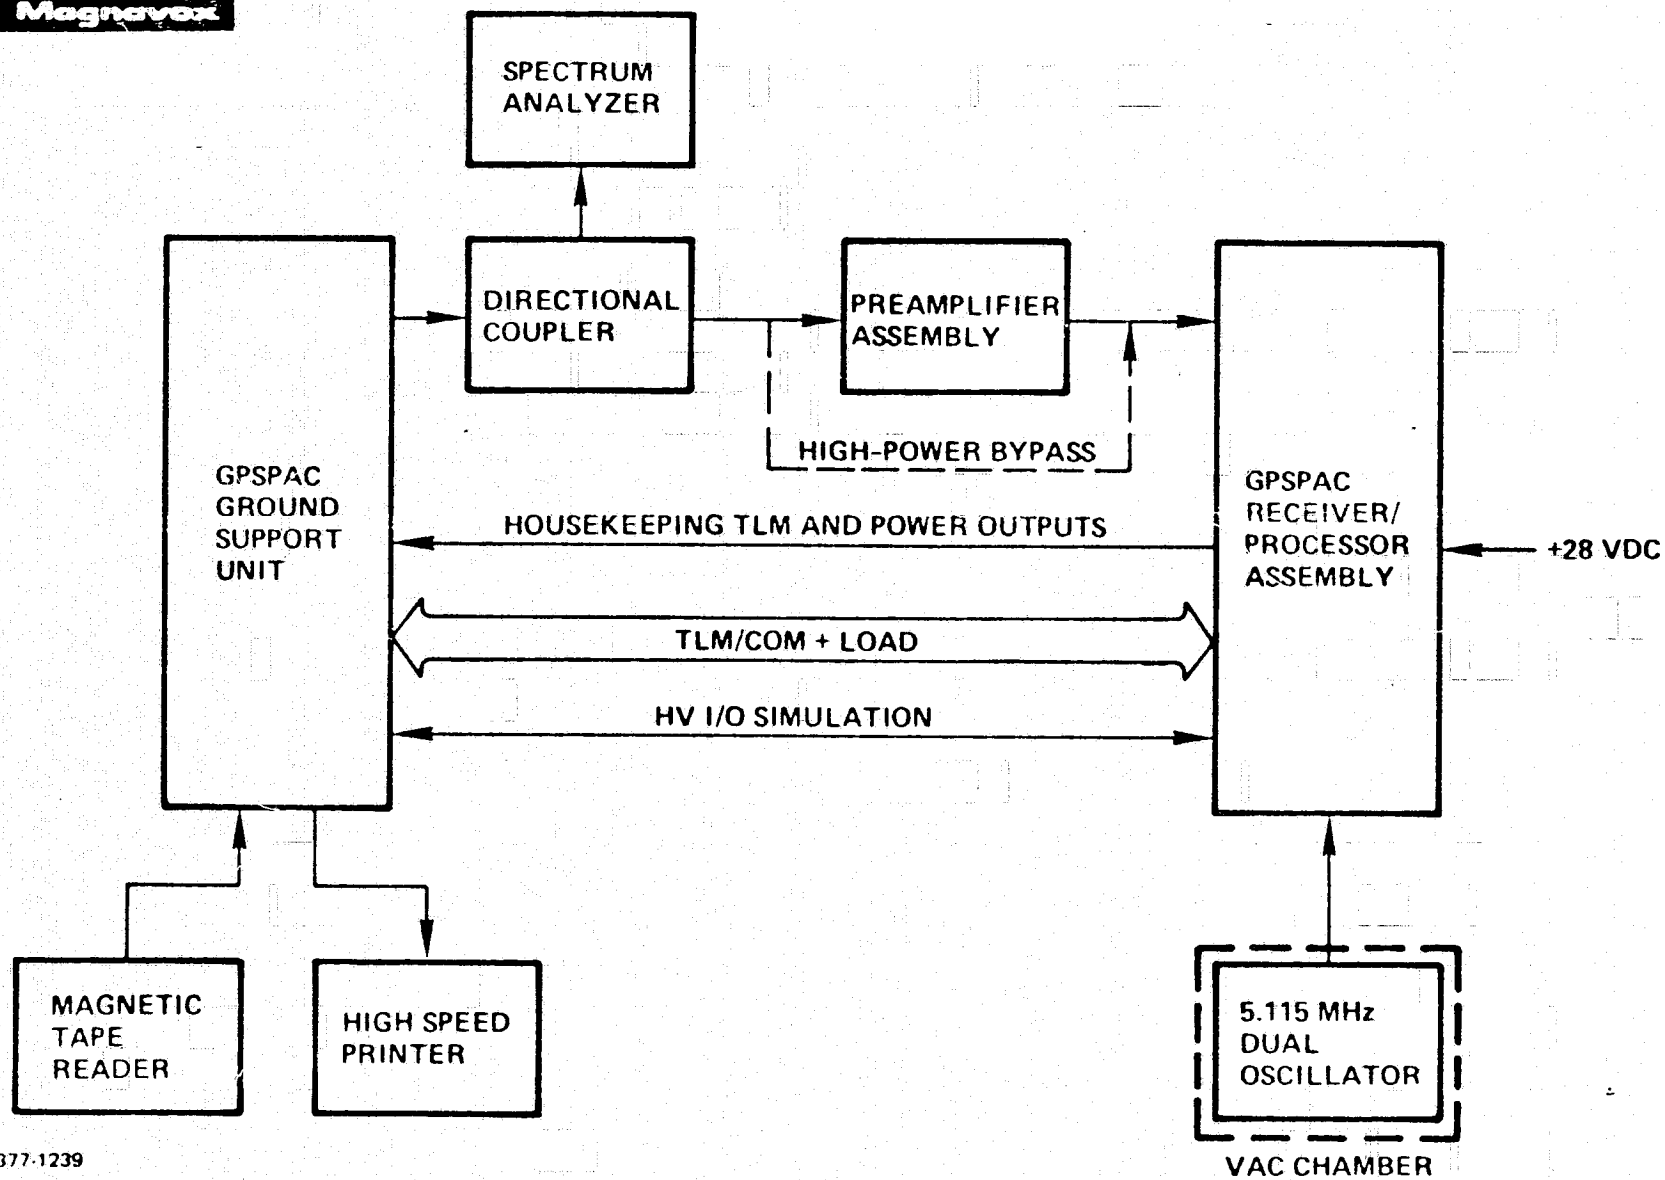 Magnavox
SPECTRUM
ANALYZER
DIRECTIONAL
COUPLER
PREAMPLIFIER
ASSEMBLY
HIGH-POWER BYPASS
GPSPAC
GROUND
SUPPORT
UNIT
HOUSEKEEPING TLM AND POWER OUTPUTS
GPSPAC
RECEIVER/
PROCESSOR
ASSEMBLY
+28 VDC
TLM/COM + LOAD
HV I/O SIMULATION
MAGNETIC
TAPE
READER
HIGH SPEED
PRINTER
5.115 MHz
DUAL
OSCILLATOR
VAC CHAMBER
377-1239